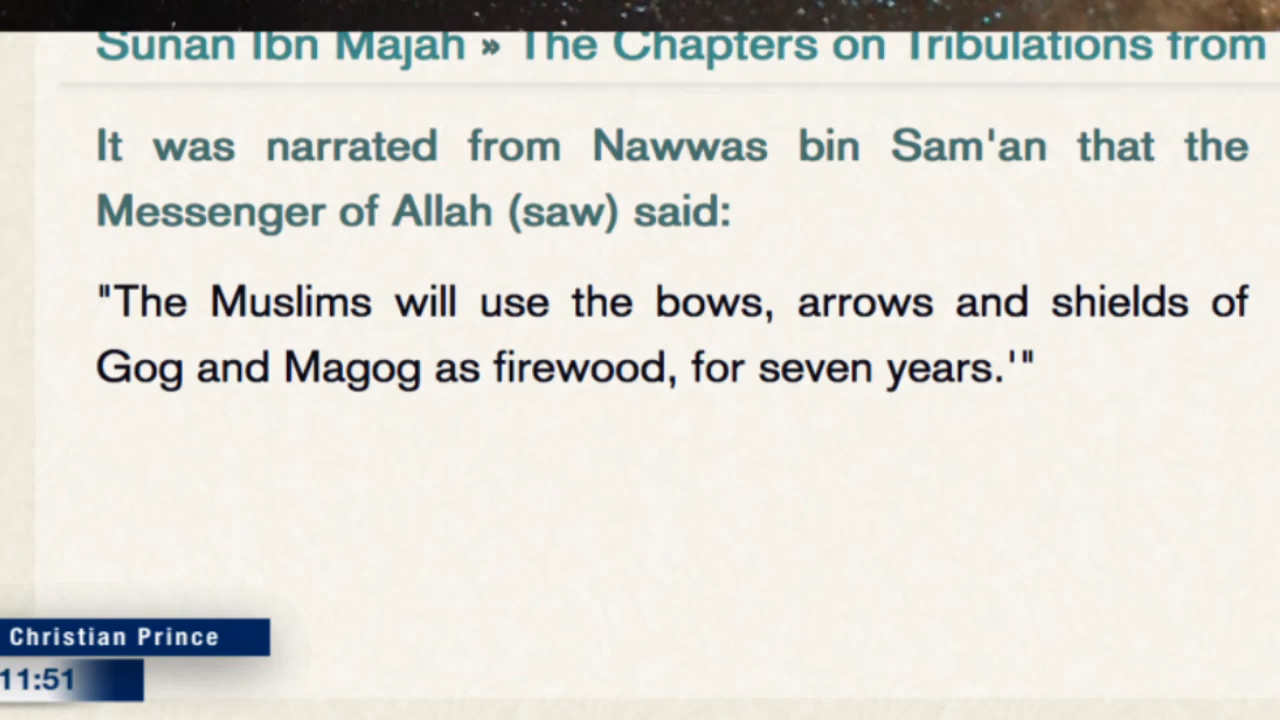 Sunan Ibn Majah » The Chapters on Tribulations from
It was narrated from Nawwas bin Sam'an that the
Messenger of Allah (saw) said:
"The Muslims will use the bows, arrows and shields of
Gog and Magog as firewood, for seven years.'"
Christian Prince
11:51